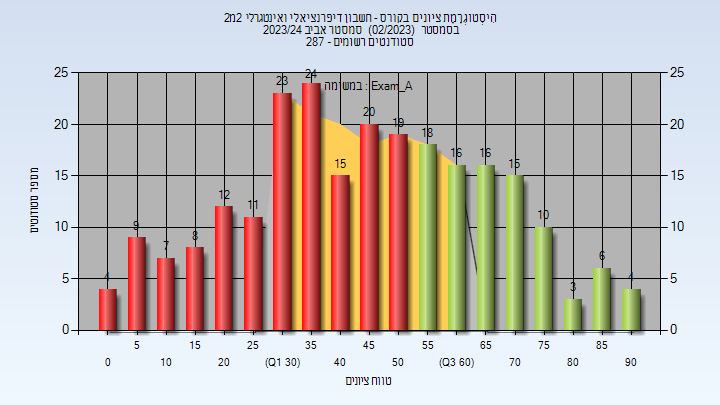 הִיסְטוֹגְרָמַת ציונים בקורס - חשבון דיפרנציאלי ואינטגרלי 2מ2
בסמסטר (02/2023) סמסטר אביב 2023/24
סטודנטים רשומים - 287
במשימה : Exam_A
25 25
20 20
15 15
10 10
5 5
0 0
4 9 7 8 12 11 23 24 15 20 19 18 16 16 15 10 3 6 4
מספר סטודנטים
5 15 25 35 45 55 65 75 85
0 10 20 (Q1 30) 40 50 (Q3 60) 70 80 90
טווח ציונים